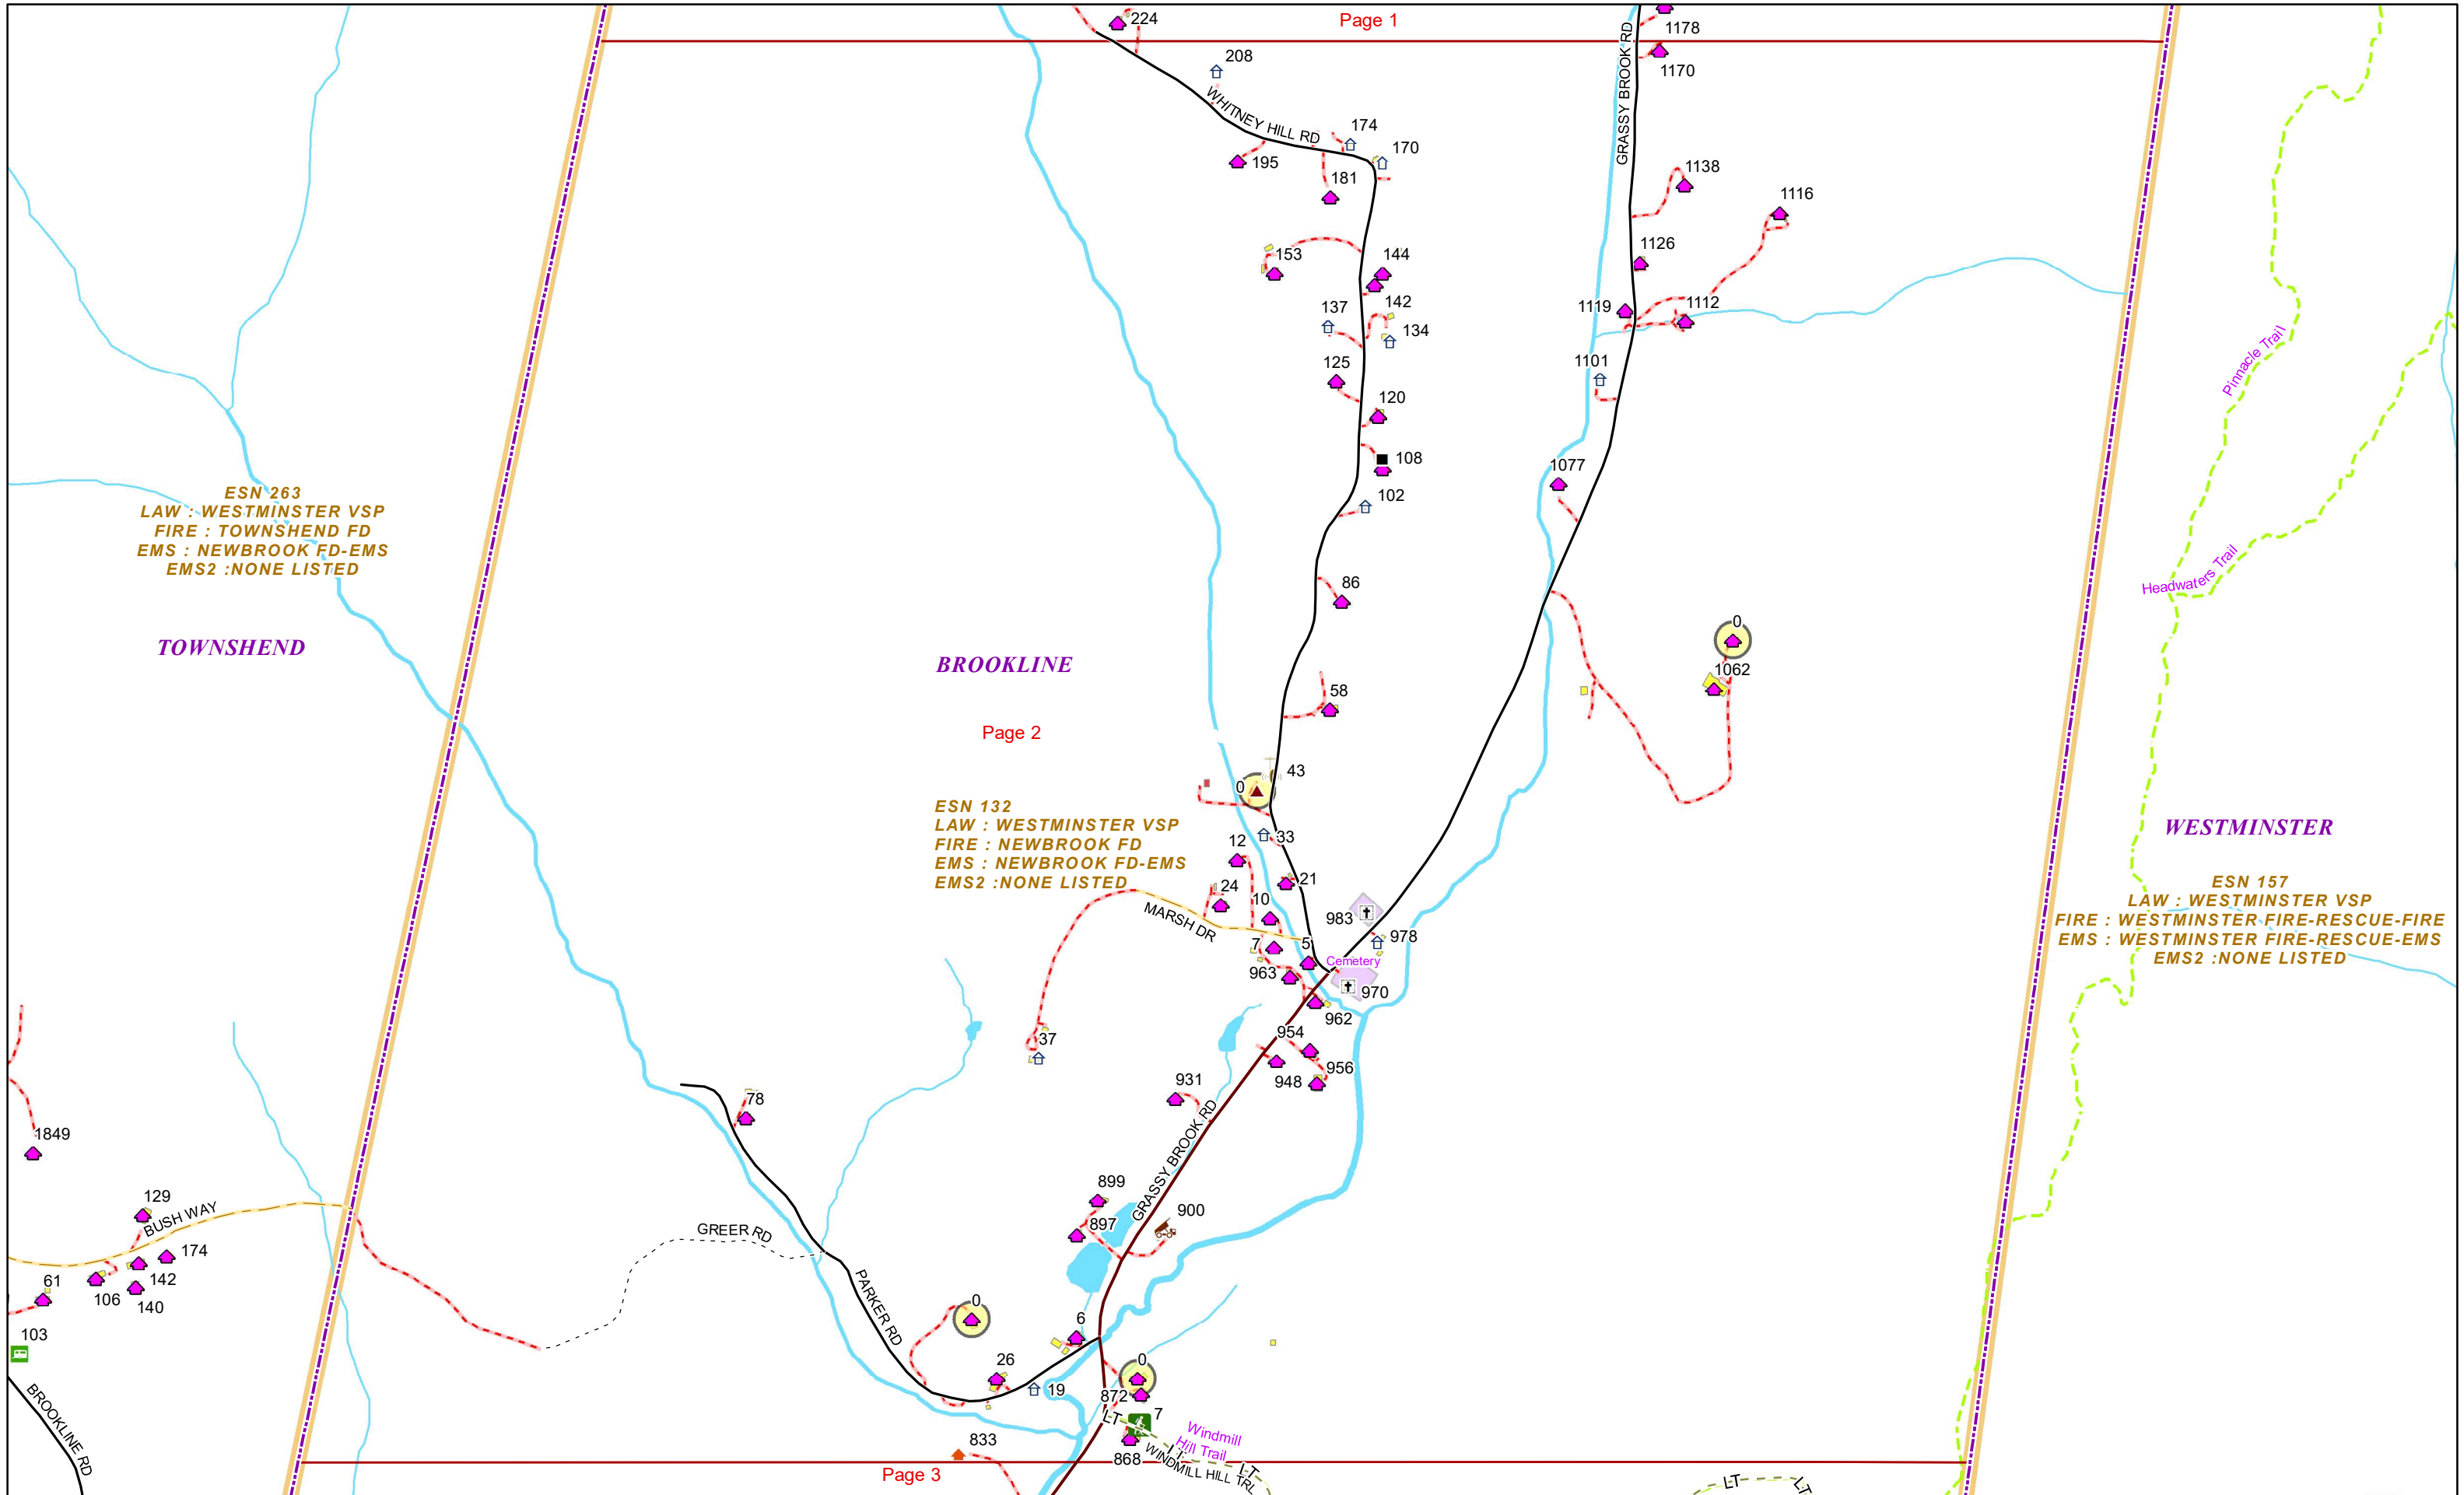 Page 1
224
1178
1170
208
WHITNEY HILL RD
GRASSY BROOK RD
174
170
195
181
1138
1116
153
144
1126
142
137
134
1119
1112
125
1101
Pinnacle Trail
120
108
1077
102
ESN 263
LAW : WESTMINSTER VSP
FIRE : TOWNSHEND FD
EMS : NEWBROOK FD-EMS
EMS2 :NONE LISTED
Headwaters Trail
86
0
TOWNSHEND
BROOKLINE
1062
58
Page 2
43
0
ESN 132
LAW : WESTMINSTER VSP
FIRE : NEWBROOK FD
EMS : NEWBROOK FD-EMS
EMS2 :NONE LISTED
WESTMINSTER
33
12
21
24
10
ESN 157
LAW : WESTMINSTER VSP
FIRE : WESTMINSTER FIRE-RESCUE-FIRE
EMS : WESTMINSTER FIRE-RESCUE-EMS
EMS2 :NONE LISTED
MARSH DR
983
978
7
5
Cemetery
963
970
962
954
37
956
948
931
78
GRASSY BROOK RD
1849
899
900
897
129
BUSH WAY
174
142
61
106
140
103
GREER RD
PARKER RD
0
6
26
19
0
872
7
LT
Windmill
Hill Trail
LT
WINDMILL HILL TRL
LT
868
833
BROOKLINE RD
Page 3
LT
LT